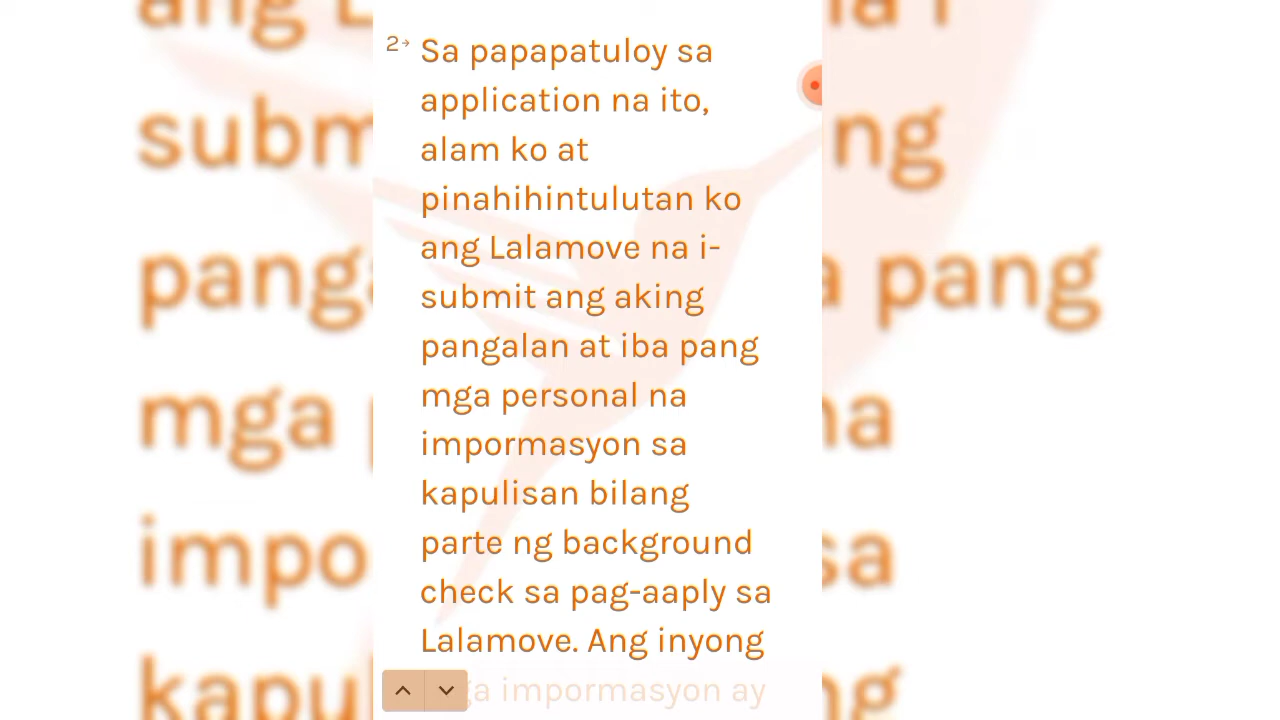 2→ Sa papapatuloy sa
application na ito,
alam ko at
pinahihintulutan ko
ang Lalamove na i-
submit ang aking
pangalan at iba pang
mga personal na
impormasyon sa
kapulisan bilang
parte ng background
check sa pag-aaply sa
Lalamove. Ang inyong
impormasyon ay